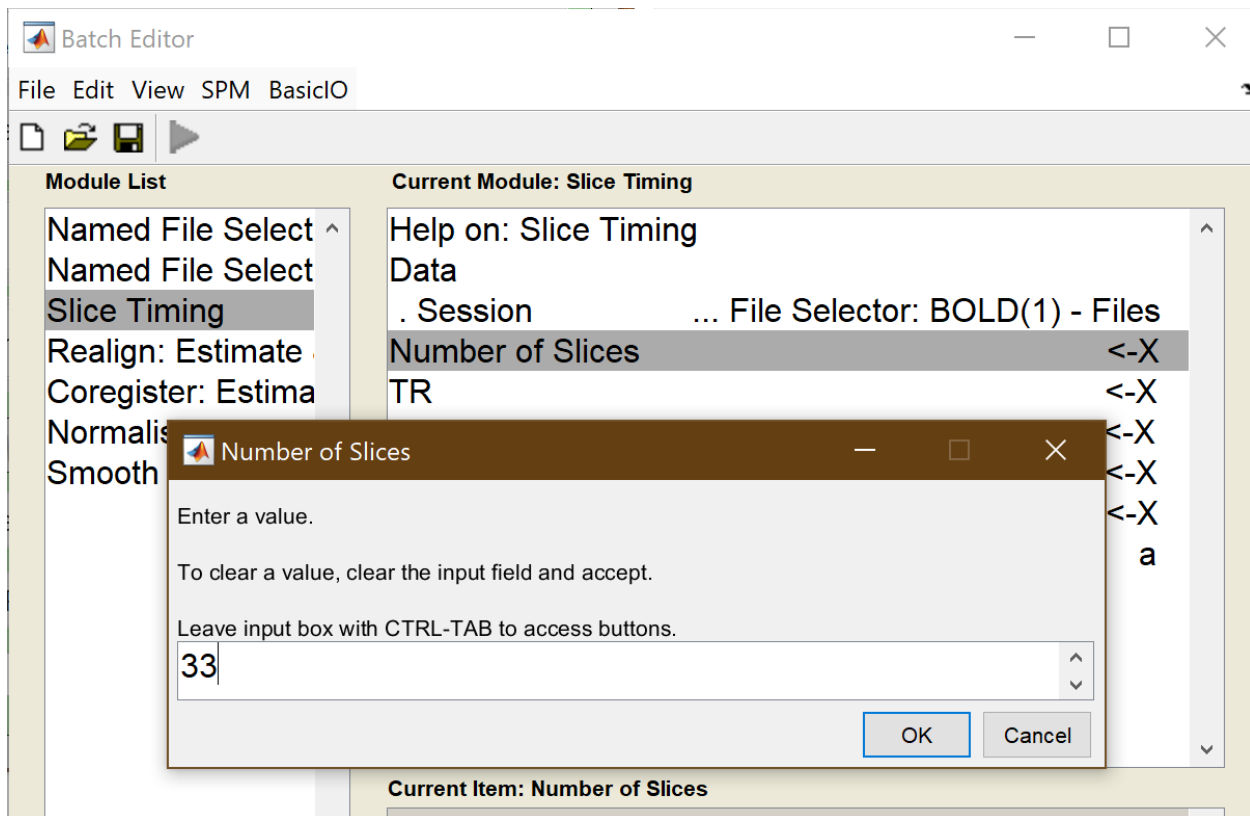 Batch Editor
File Edit View SPM BasicIO
Module List
Named File Select
Named File Select
Slice Timing
Realign: Estimate
Coregister: Estima
Normalis
Smooth
Current Module: Slice Timing
Help on: Slice Timing
Data
. Session ... File Selector: BOLD(1) - Files
Number of Slices <-X
TR <-X
<-X
<-X
<-X
a
Number of Slices
Enter a value.
To clear a value, clear the input field and accept.
Leave input box with CTRL-TAB to access buttons.
33
OK Cancel
Current Item: Number of Slices